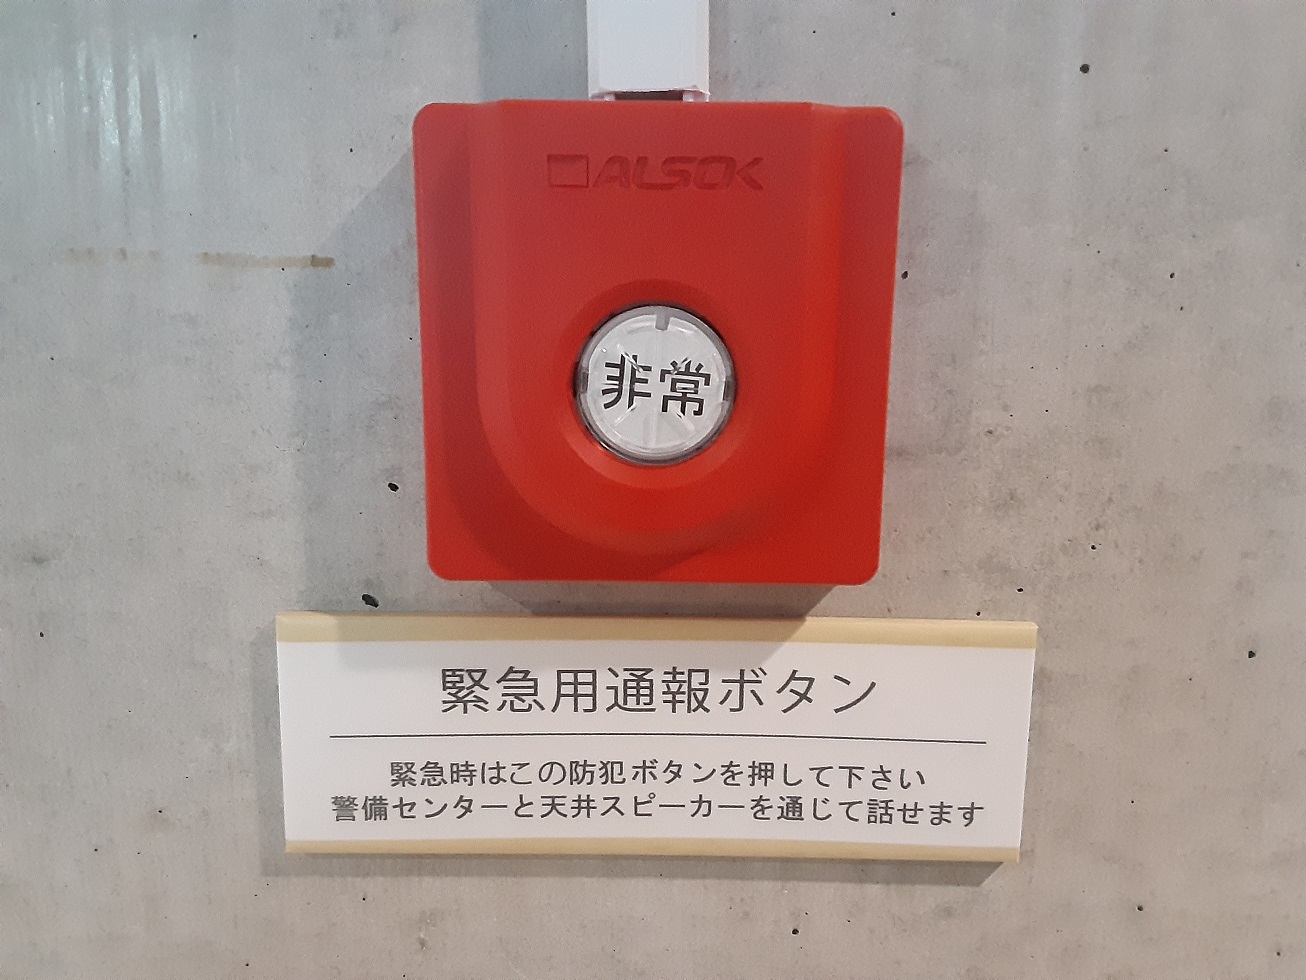 ALSOK
非常
緊急用通報ボタン
緊急時はこの防犯ボタンを押して下さい
警備センターと天井スピーカーを通じて話せます